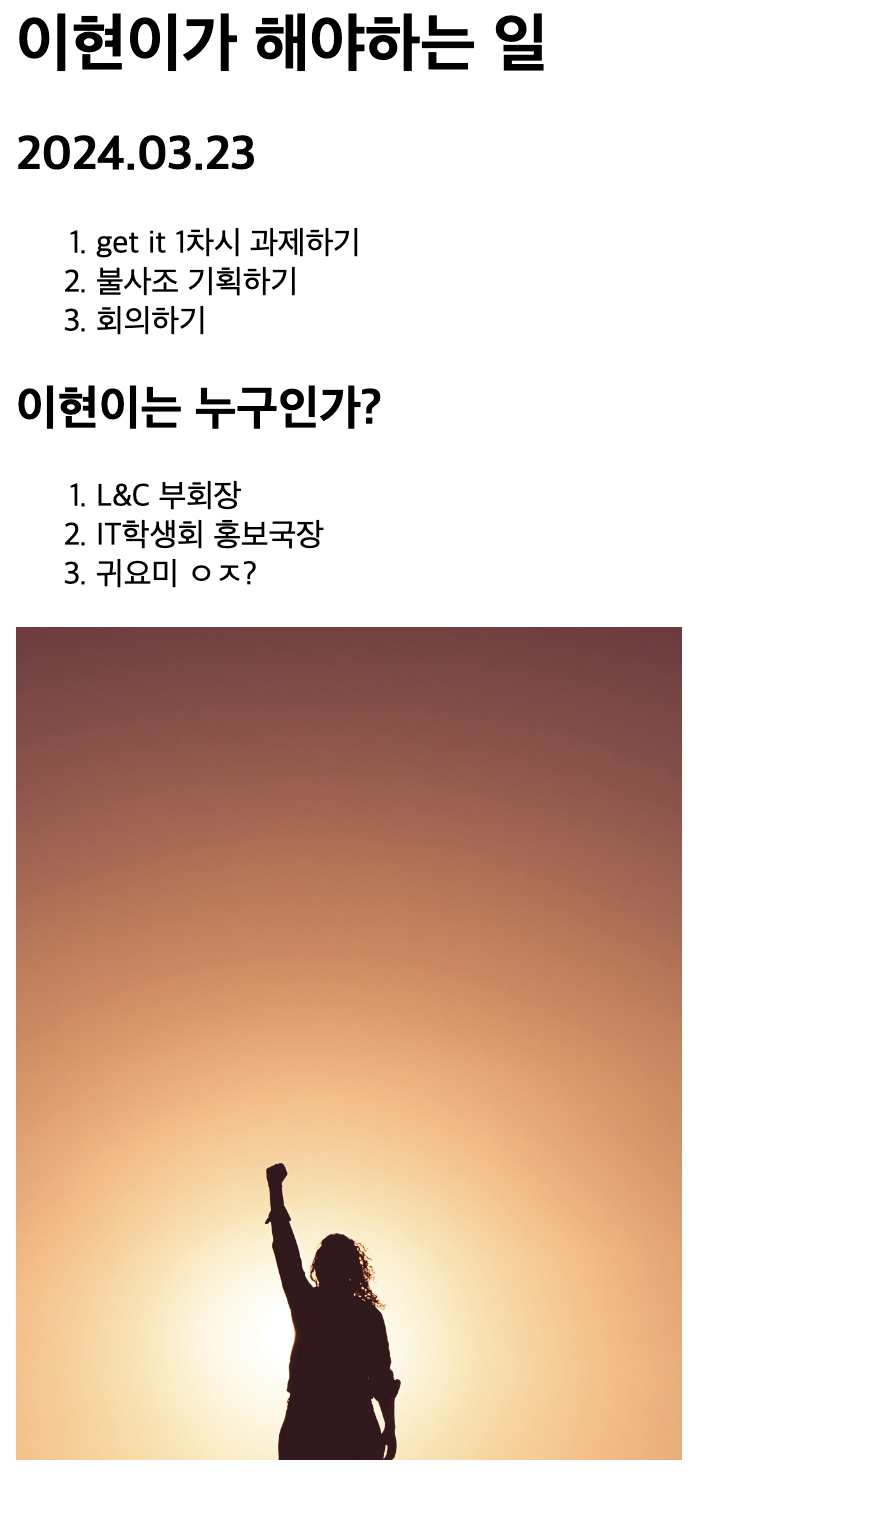 이현이가 해야하는 일
2024.03.23
1. get it 1차시 과제하기
2. 불사조 기획하기
3. 회의하기
이현이는 누구인가?
1. L&C 부회장
2. IT학생회 홍보국장
3. 귀요미 ㅇㅈ?